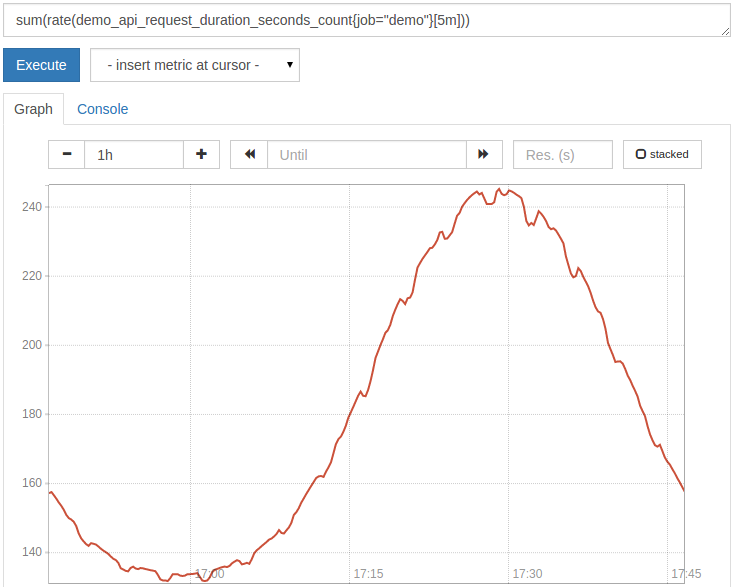 sum(rate(demo_api_request_duration_seconds_count{job="demo"}[5m]))
Execute
- insert metric at cursor -
Graph
Console
1h
Until
Res. (s)
stacked
240
220
200
180
160
140
17:00
17:15
17:30
17:45